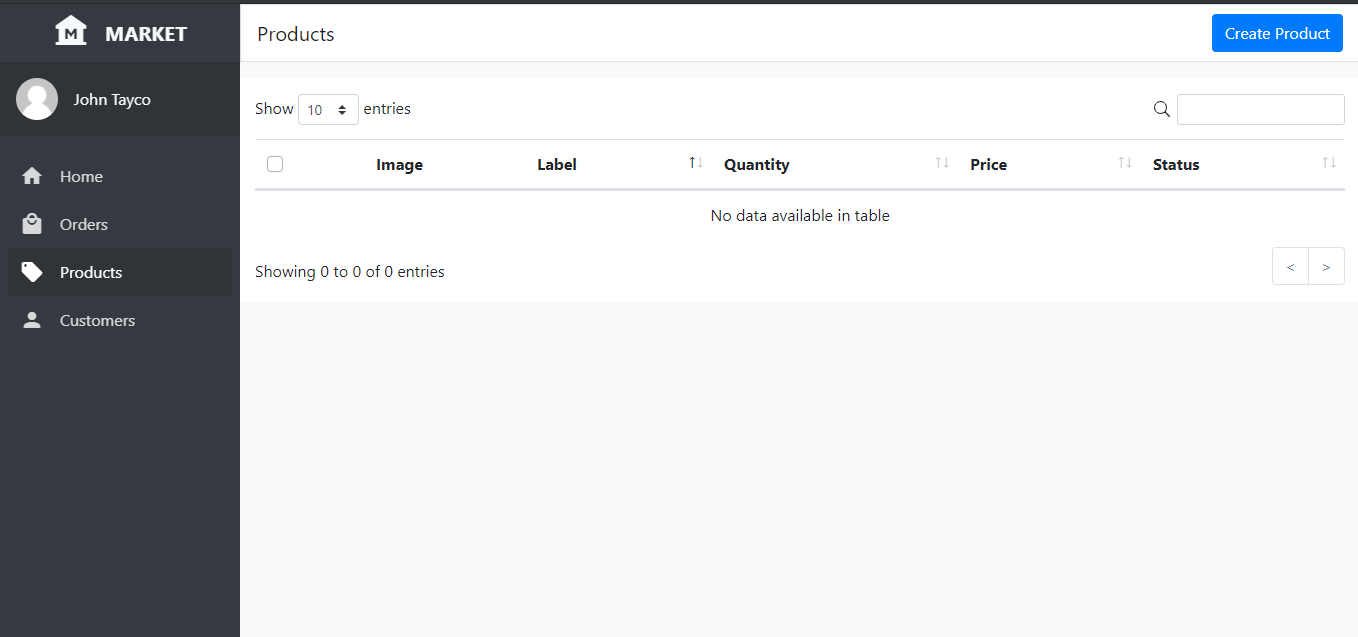 M MARKET
John Tayco
Home
Orders
Products
Customers
Products
Create Product
Show 10 entries
Image Label Quantity Price Status
No data available in table
Showing 0 to 0 of 0 entries
< >